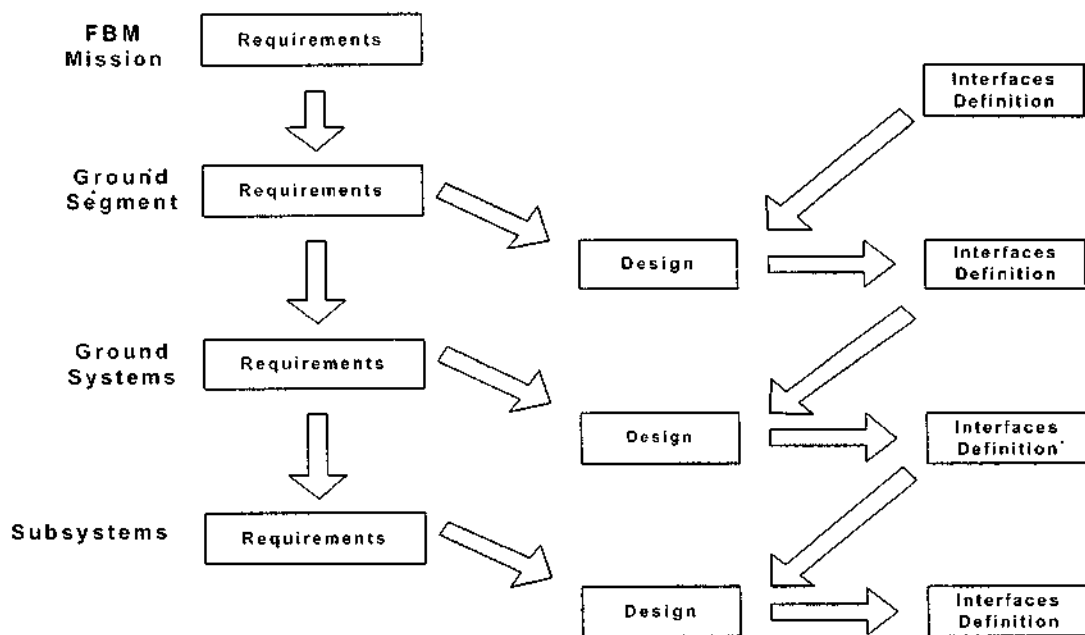 FBM
Mission
Requirements
Interfaces
Definition
Ground
Segment
Requirements
Design
Interfaces
Definition
Ground
Systems
Requirements
Design
Interfaces
Definition
Subsystems
Requirements
Design
Interfaces
Definition